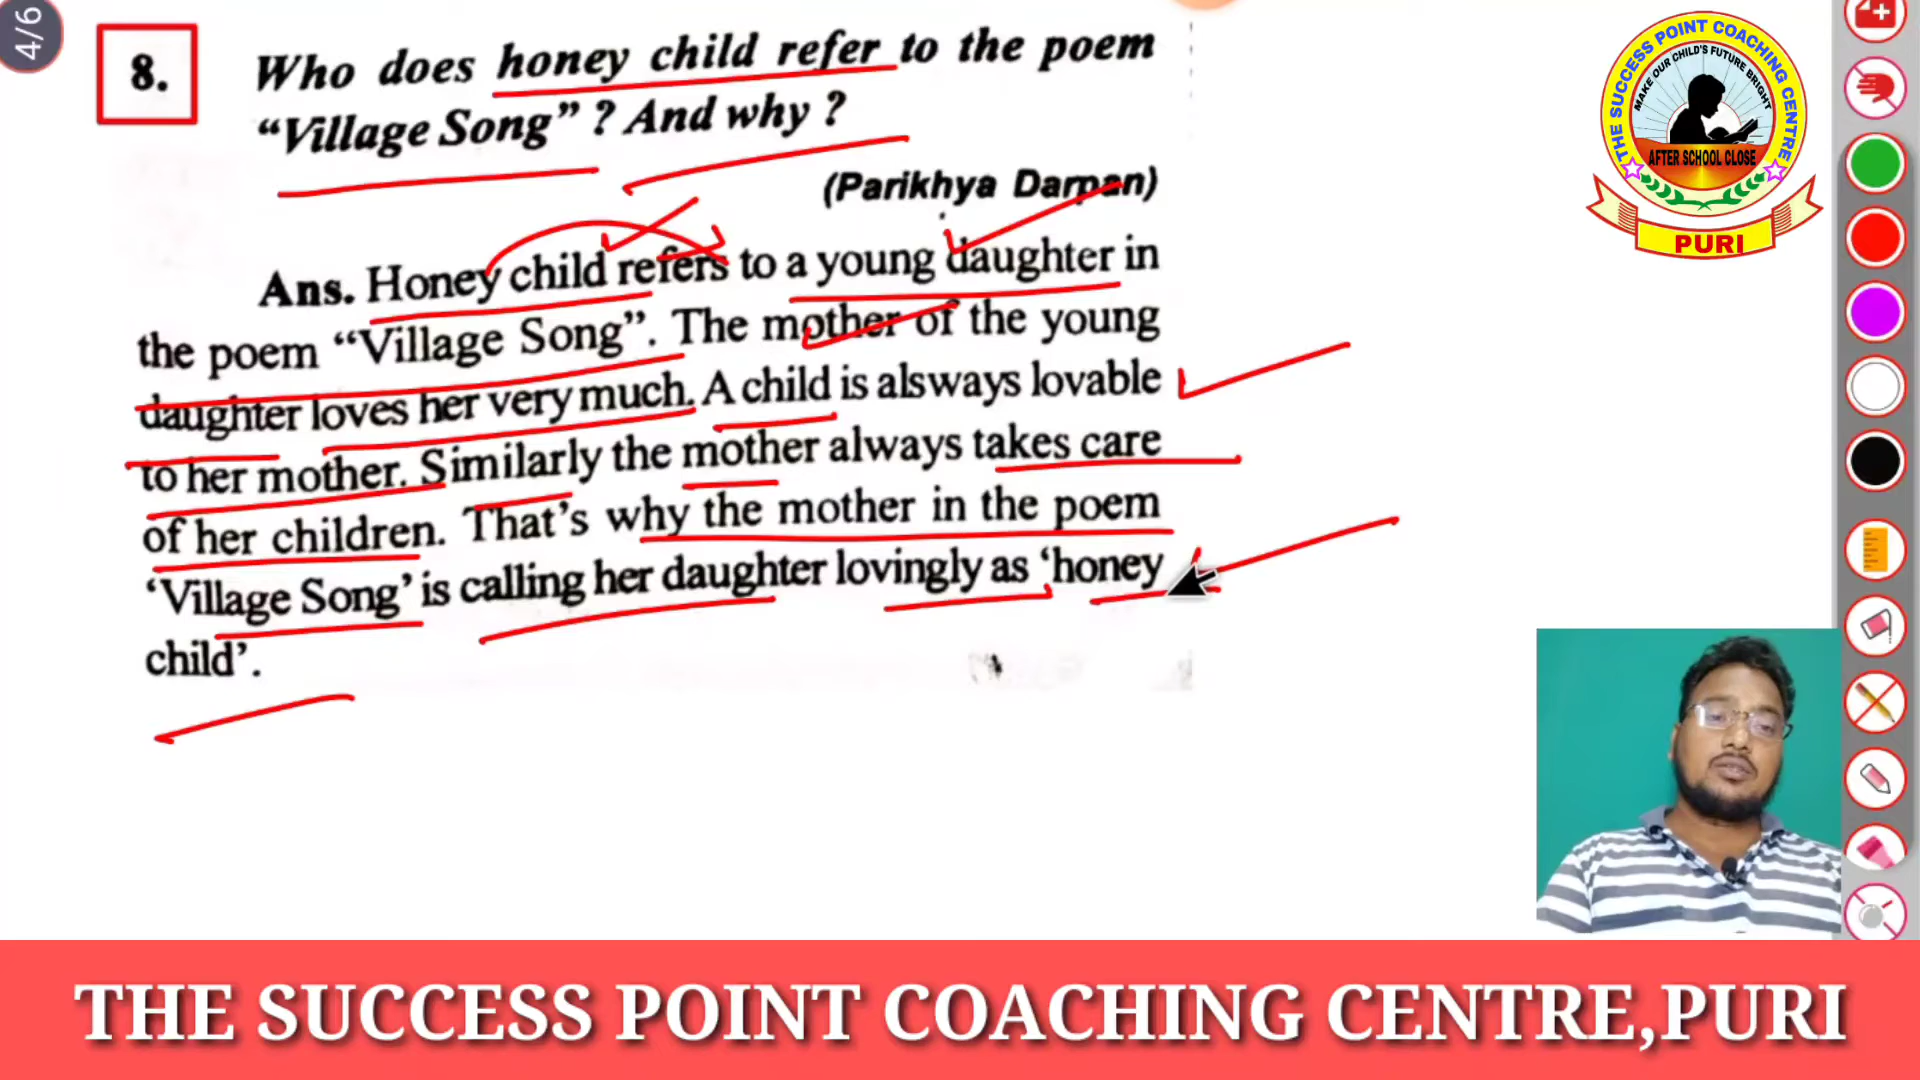 4/6
8.
Who does honey child refer to the poem
“Village Song” ? And why ?
(Parikhya Darpan)
Ans. Honey child refers to a young daughter in
the poem “Village Song”. The mother of the young
daughter loves her very much. A child is alsways lovable
to her mother. Similarly the mother always takes care
of her children. That’s why the mother in the poem
‘Village Song’ is calling her daughter lovingly as ‘honey
child’.
THE SUCCESS POINT COACHING CENTRE
MAKE OUR CHILD'S FUTURE BRIGHT
AFTER SCHOOL CLOSE
PURI
THE SUCCESS POINT COACHING CENTRE,PURI